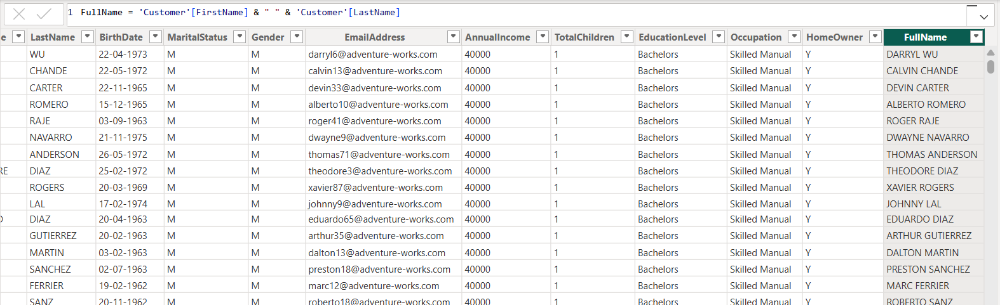 1 FullName = 'Customer'[FirstName] & " " & 'Customer'[LastName]
e LastName BirthDate MaritalStatus Gender EmailAddress AnnualIncome TotalChildren EducationLevel Occupation HomeOwner FullName
WU 22-04-1973 M M darryl6@adventure-works.com 40000 1 Bachelors Skilled Manual Y DARRYL WU
CHANDE 22-05-1972 M M calvin13@adventure-works.com 40000 1 Bachelors Skilled Manual Y CALVIN CHANDE
CARTER 22-11-1965 M M devin33@adventure-works.com 40000 1 Bachelors Skilled Manual Y DEVIN CARTER
ROMERO 15-12-1965 M M alberto10@adventure-works.com 40000 1 Bachelors Skilled Manual Y ALBERTO ROMERO
RAJE 03-09-1963 M M roger41@adventure-works.com 40000 1 Bachelors Skilled Manual Y ROGER RAJE
NAVARRO 21-11-1975 M M dwayne9@adventure-works.com 40000 1 Bachelors Skilled Manual Y DWAYNE NAVARRO
ANDERSON 26-05-1972 M M thomas71@adventure-works.com 40000 1 Bachelors Skilled Manual Y THOMAS ANDERSON
RE DIAZ 25-02-1972 M M theodore3@adventure-works.com 40000 1 Bachelors Skilled Manual Y THEODORE DIAZ
ROGERS 20-03-1969 M M xavier87@adventure-works.com 40000 1 Bachelors Skilled Manual Y XAVIER ROGERS
LAL 17-02-1974 M M johnny9@adventure-works.com 40000 1 Bachelors Skilled Manual Y JOHNNY LAL
DIAZ 20-04-1963 M M eduardo65@adventure-works.com 40000 1 Bachelors Skilled Manual Y EDUARDO DIAZ
GUTIERREZ 20-02-1963 M M arthur35@adventure-works.com 40000 1 Bachelors Skilled Manual Y ARTHUR GUTIERREZ
MARTIN 03-02-1963 M M dalton13@adventure-works.com 40000 1 Bachelors Skilled Manual Y DALTON MARTIN
SANCHEZ 02-07-1963 M M preston18@adventure-works.com 40000 1 Bachelors Skilled Manual Y PRESTON SANCHEZ
FERRIER 19-02-1962 M M marc12@adventure-works.com 40000 1 Bachelors Skilled Manual Y MARC FERRIER
SANZ 20-11-1962 M M roberto18@adventure-works.com 40000 1 Bachelors Skilled Manual Y ROBERTO SANZ